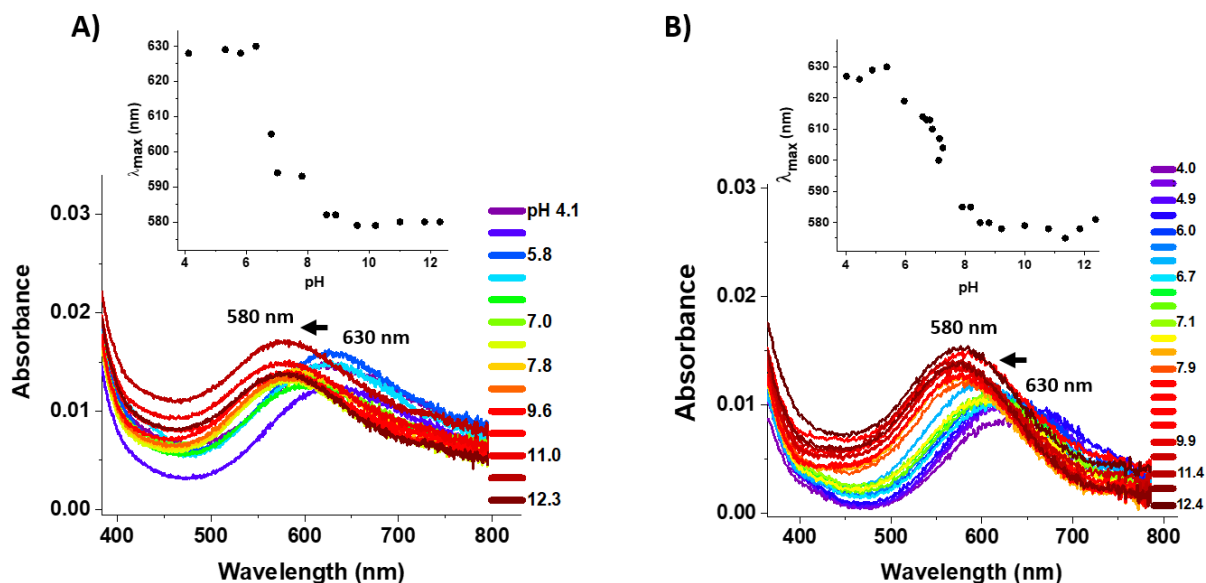 A)
630
620
610
600
590
580
λmax (nm)
4 6 8 10 12
pH
0.03
0.02
0.01
0.00
Absorbance
580 nm
630 nm
400 500 600 700 800
Wavelength (nm)
pH 4.1
5.8
7.0
7.8
9.6
11.0
12.3
B)
630
620
610
600
590
580
λmax (nm)
4 6 8 10 12
pH
0.03
0.02
0.01
0.00
Absorbance
580 nm
630 nm
400 500 600 700 800
Wavelength (nm)
4.0
4.9
6.0
6.7
7.1
7.9
9.9
11.4
12.4